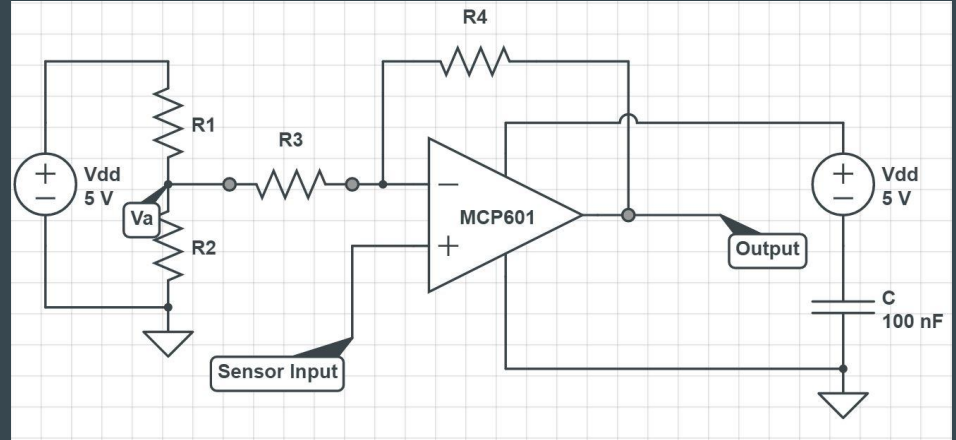 R4
R1
R3
+
−
Vdd
5 V
Va
R2
−
MCP601
+
Output
+
−
Vdd
5 V
C
100 nF
Sensor Input